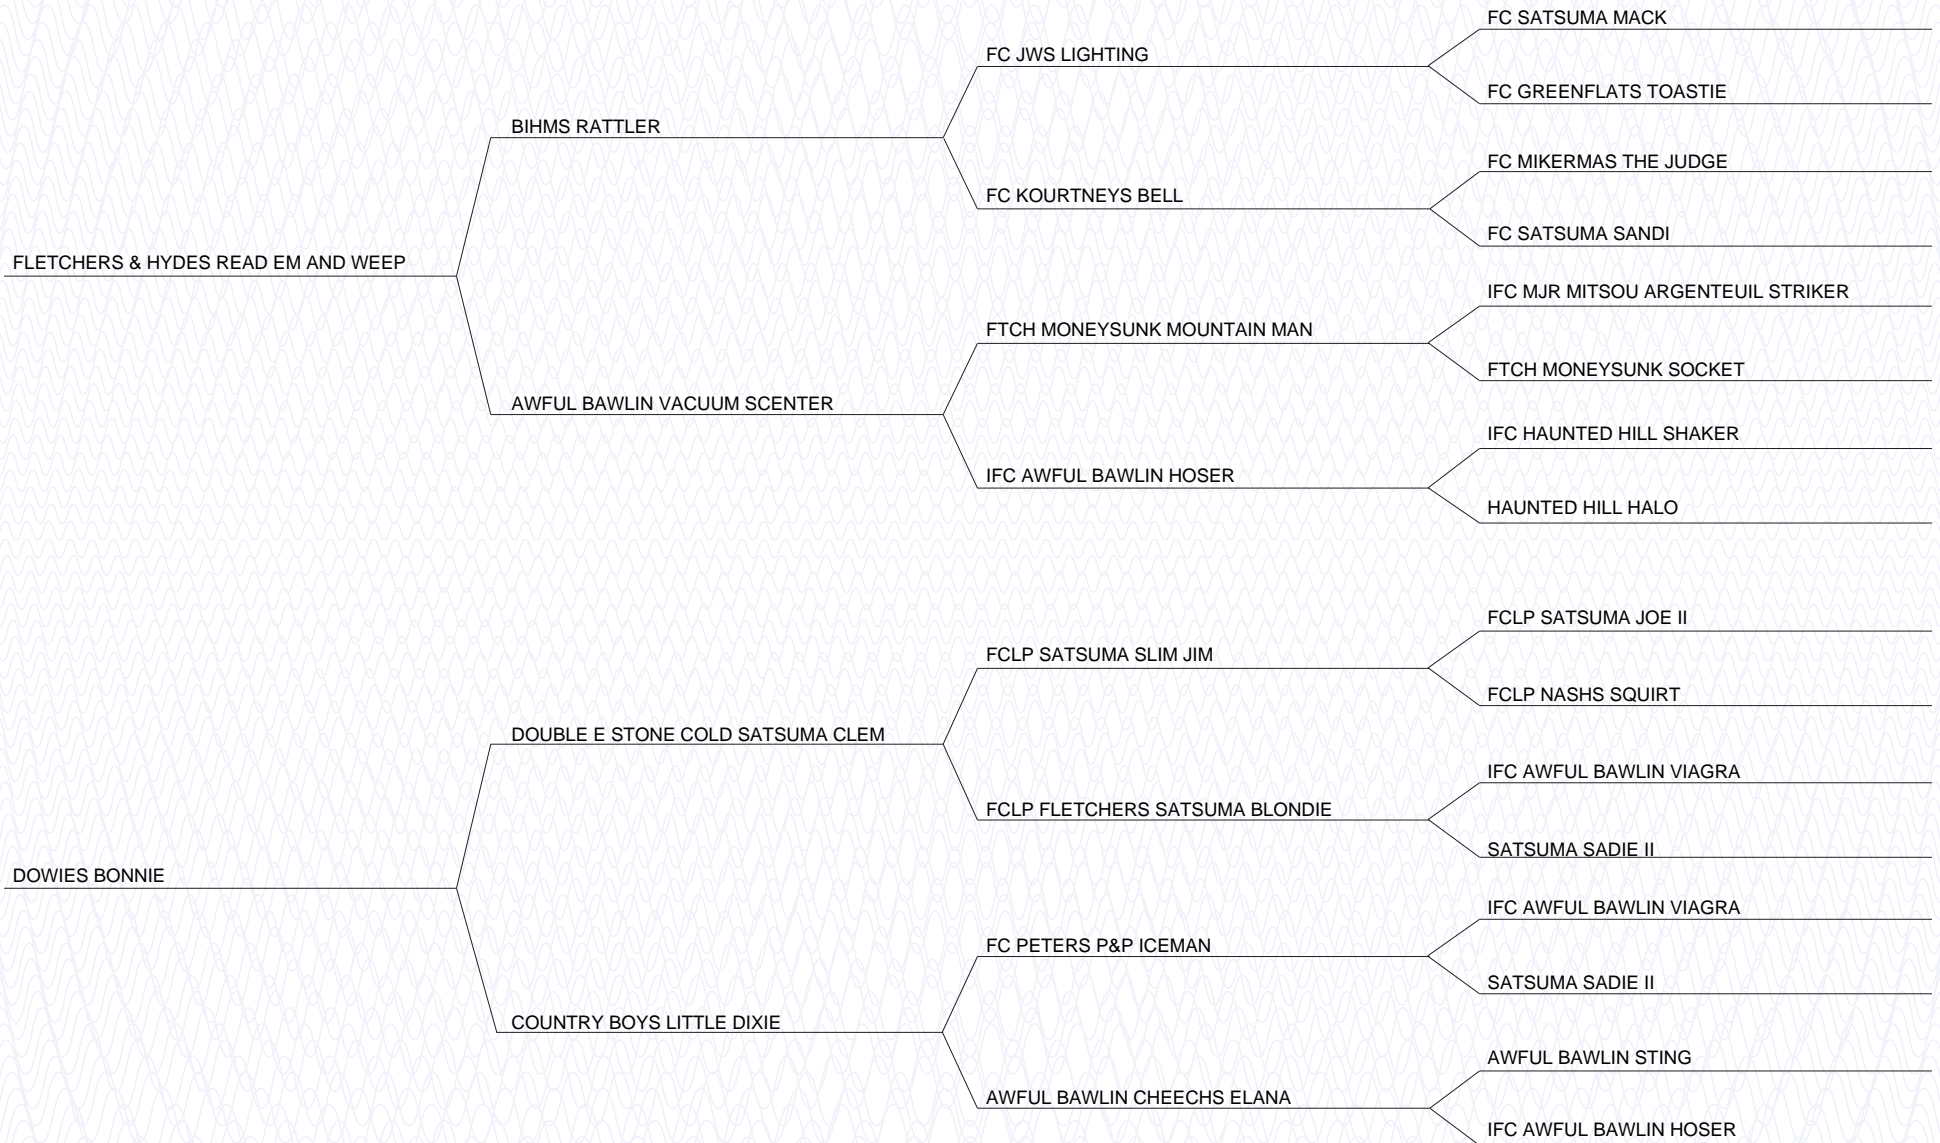 FC SATSUMA MACK
FC JWS LIGHTING
FC GREENFLATS TOASTIE
BIHMS RATTLER
FC MIKERMAS THE JUDGE
FC KOURTNEYS BELL
FC SATSUMA SANDI
FLETCHERS & HYDES READ EM AND WEEP
IFC MJR MITSOU ARGENTEUIL STRIKER
FTCH MONEYSUNK MOUNTAIN MAN
FTCH MONEYSUNK SOCKET
AWFUL BAWLIN VACUUM SCENTER
IFC HAUNTED HILL SHAKER
IFC AWFUL BAWLIN HOSER
HAUNTED HILL HALO
FCLP SATSUMA JOE II
FCLP SATSUMA SLIM JIM
FCLP NASHS SQUIRT
DOUBLE E STONE COLD SATSUMA CLEM
IFC AWFUL BAWLIN VIAGRA
FCLP FLETCHERS SATSUMA BLONDIE
SATSUMA SADIE II
DOWIES BONNIE
IFC AWFUL BAWLIN VIAGRA
FC PETERS P&P ICEMAN
SATSUMA SADIE II
COUNTRY BOYS LITTLE DIXIE
AWFUL BAWLIN STING
AWFUL BAWLIN CHEECHS ELANA
IFC AWFUL BAWLIN HOSER